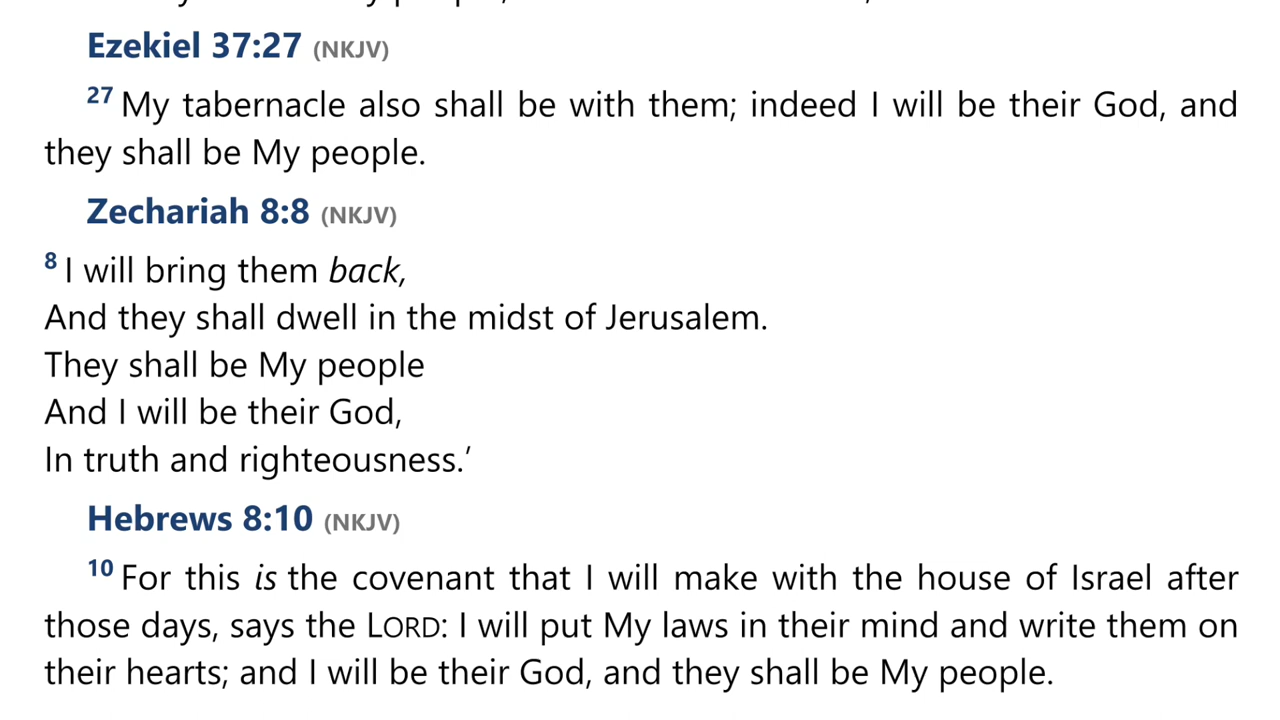 Ezekiel 37:27 (NKJV)
27 My tabernacle also shall be with them; indeed I will be their God, and
they shall be My people.
Zechariah 8:8 (NKJV)
8 I will bring them back,
And they shall dwell in the midst of Jerusalem.
They shall be My people
And I will be their God,
In truth and righteousness.’
Hebrews 8:10 (NKJV)
10 For this is the covenant that I will make with the house of Israel after
those days, says the LORD: I will put My laws in their mind and write them on
their hearts; and I will be their God, and they shall be My people.